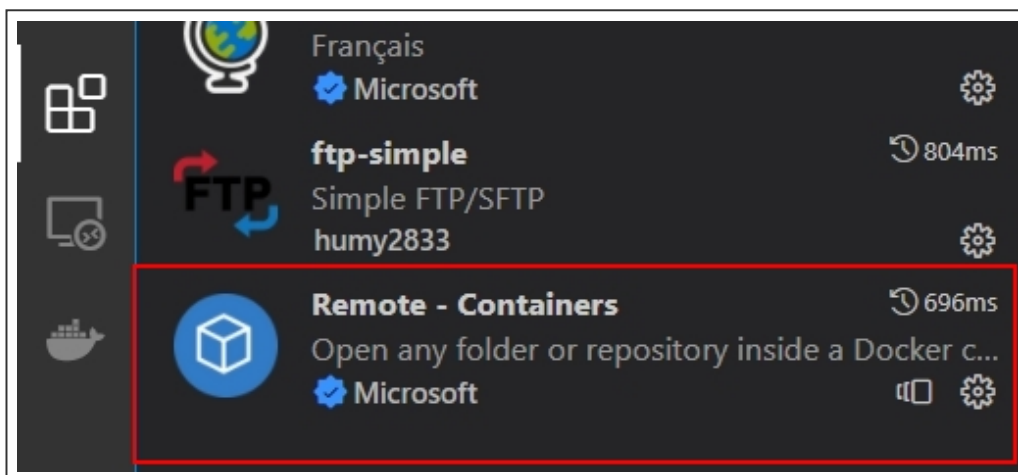 Français
Microsoft
ftp-simple 804ms
FTP
Simple FTP/SFTP
humy2833
Remote - Containers 696ms
Open any folder or repository inside a Docker c...
Microsoft